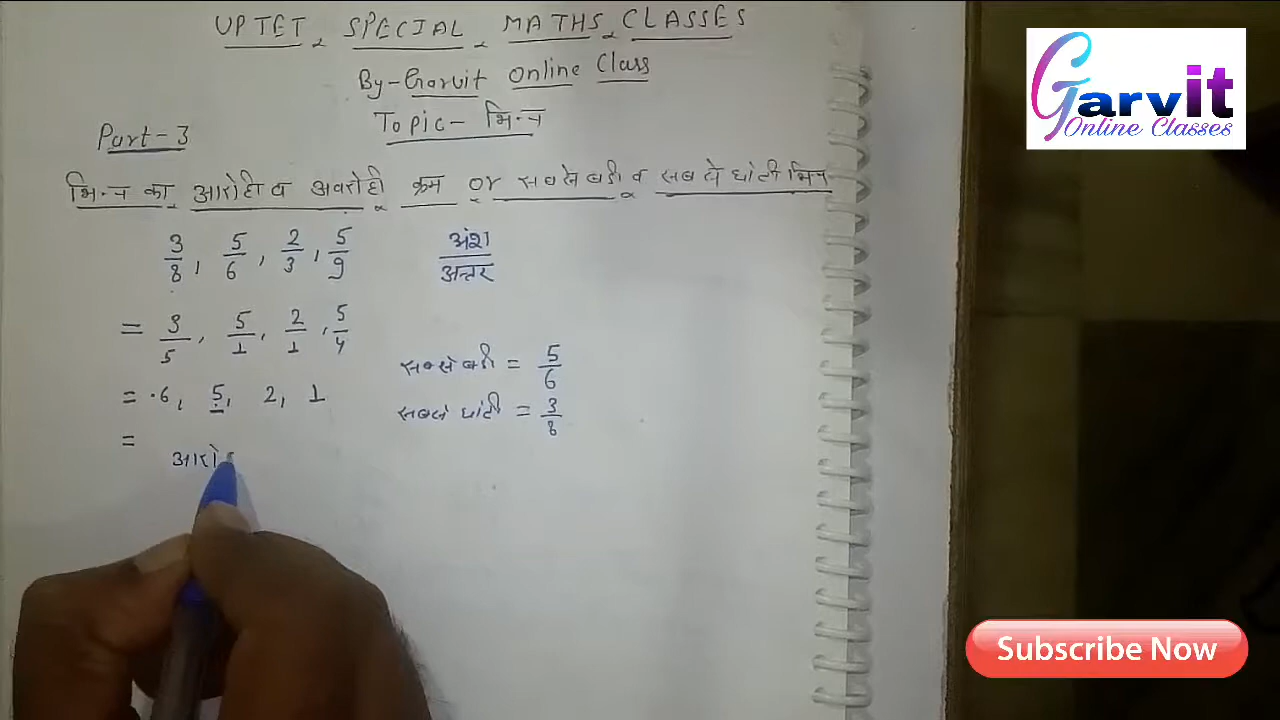 UPTET SPECIAL MATHS CLASSES
By-Garvit Online Class
Topic- भिन्न
Part-3
भिन्न का आरोही व अवरोही क्रम or सबसे बडी व सबसे छोटी भिन्न
3/8, 5/6, 2/3, 5/9
अंश/अन्तर
= 3/5, 5/1, 2/1, 5/4
= .6, 5, 2, 1
सबसे बडी = 5/6
सबसे छोटी = 3/8
=
आरो
Garvit
Online Classes
Subscribe Now